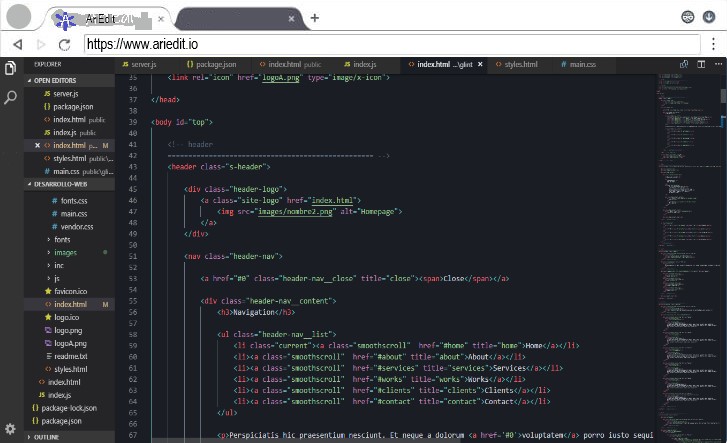 AriEdit
https://www.ariedit.io
EXPLORER
server.js
package.json
index.html public
index.js
index.html ...\glint
styles.html
main.css
OPEN EDITORS
server.js
package.json
index.html public
index.js public
index.html p... M
styles.html public\...
main.css public\gli...
DESARROLLO-WEB
fonts.css
main.css
vendor.css
fonts
images
inc
js
favicon.ico
index.html M
logo.ico
logo.png
logoA.png
readme.txt
styles.html
index.html
index.js
package-lock.json
package.json
OUTLINE
35 <link rel="icon" href="logoA.png" type="image/x-icon">
36
37 </head>
38
39 <body id="top">
40
41 <!-- header
42 ================================================== -->
43 <header class="s-header">
44
45 <div class="header-logo">
46 <a class="site-logo" href="index.html">
47 <img src="images/nombre2.png" alt="Homepage">
48 </a>
49 </div>
50
51 <nav class="header-nav">
52
53 <a href="#0" class="header-nav__close" title="close"><span>Close</span></a>
54
55 <div class="header-nav__content">
56 <h3>Navigation</h3>
57
58 <ul class="header-nav__list">
59 <li class="current"><a class="smoothscroll" href="#home" title="home">Home</a></li>
60 <li><a class="smoothscroll" href="#about" title="about">About</a></li>
61 <li><a class="smoothscroll" href="#services" title="services">Services</a></li>
62 <li><a class="smoothscroll" href="#works" title="works">Works</a></li>
63 <li><a class="smoothscroll" href="#clients" title="clients">Clients</a></li>
64 <li><a class="smoothscroll" href="#contact" title="contact">Contact</a></li>
65 </ul>
66
67 <p>Perspiciatis hic praesentium nesciunt. Et neque a dolorum <a href='#0'>voluptatem</a> porro iusto sequi